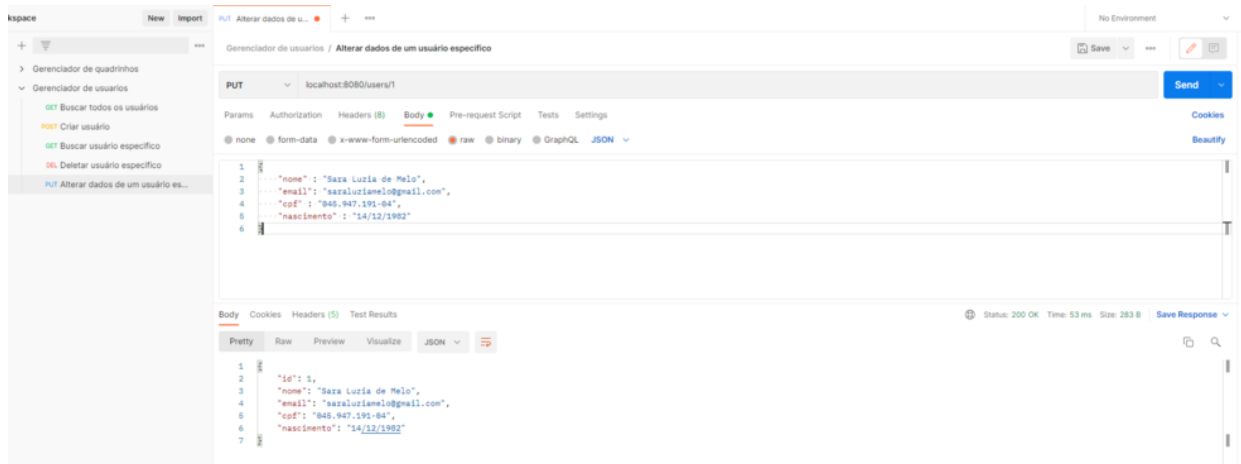 kspace New Import PUT Alterar dados de u... + ••• No Environment
+ •••
Gerenciador de usuarios / Alterar dados de um usuário especifico Save •••
> Gerenciador de quadrinhos
Gerenciador de usuarios
PUT localhost:8080/users/1 Send
GET Buscar todos os usuários
Params Authorization Headers (8) Body Pre-request Script Tests Settings Cookies
POST Criar usuário
none form-data x-www-form-urlencoded raw binary GraphQL JSON Beautify
GET Buscar usuário especifico
DEL Deletar usuário especifico
PUT Alterar dados de um usuário es...
1 {
2 "nome" : "Sara Luzia de Melo",
3 "email": "saraluziamelo@gmail.com",
4 "cpf" : "045.947.191-04",
5 "nascimento" : "14/12/1982"
6 }
Body Cookies Headers (5) Test Results Status: 200 OK Time: 53 ms Size: 283 B Save Response
Pretty Raw Preview Visualize JSON
1 {
2 "id": 1,
3 "nome": "Sara Luzia de Melo",
4 "email": "saraluziamelo@gmail.com",
5 "cpf": "045.947.191-04",
6 "nascimento": "14/12/1982"
7 }